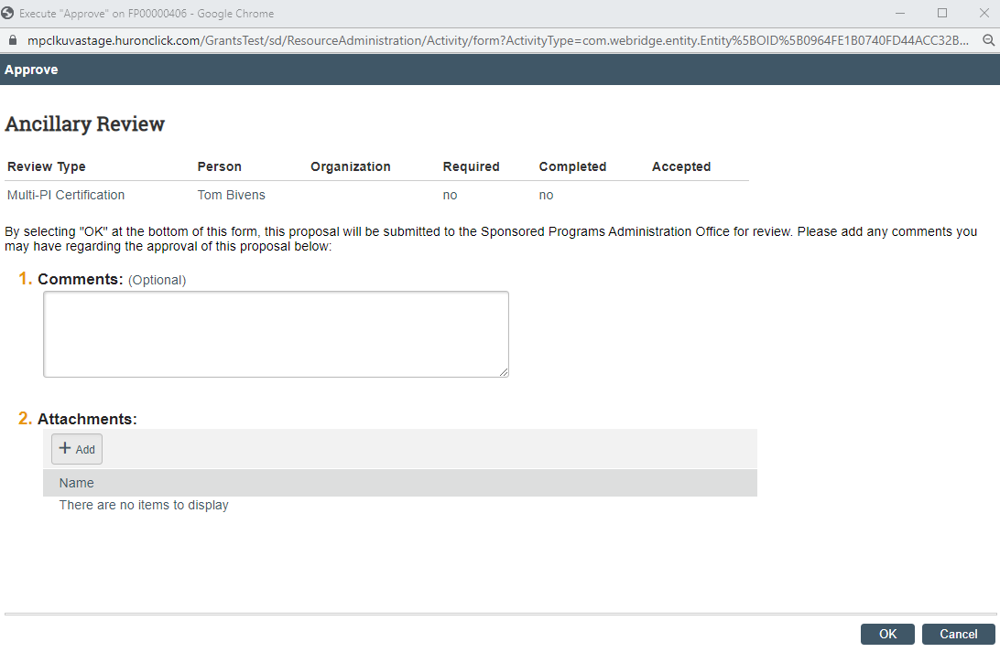 Execute "Approve" on FP00000406 - Google Chrome
mpclkuvastage.huronclick.com/GrantsTest/sd/ResourceAdministration/Activity/form?ActivityType=com.webridge.entity.Entity%5BOID%5B0964FE1B0740FD44ACC32B...
Approve
Ancillary Review
Review Type Person Organization Required Completed Accepted
Multi-PI Certification Tom Bivens no no
By selecting "OK" at the bottom of this form, this proposal will be submitted to the Sponsored Programs Administration Office for review. Please add any comments you
may have regarding the approval of this proposal below:
1. Comments: (Optional)
2. Attachments:
+ Add
Name
There are no items to display
OK Cancel